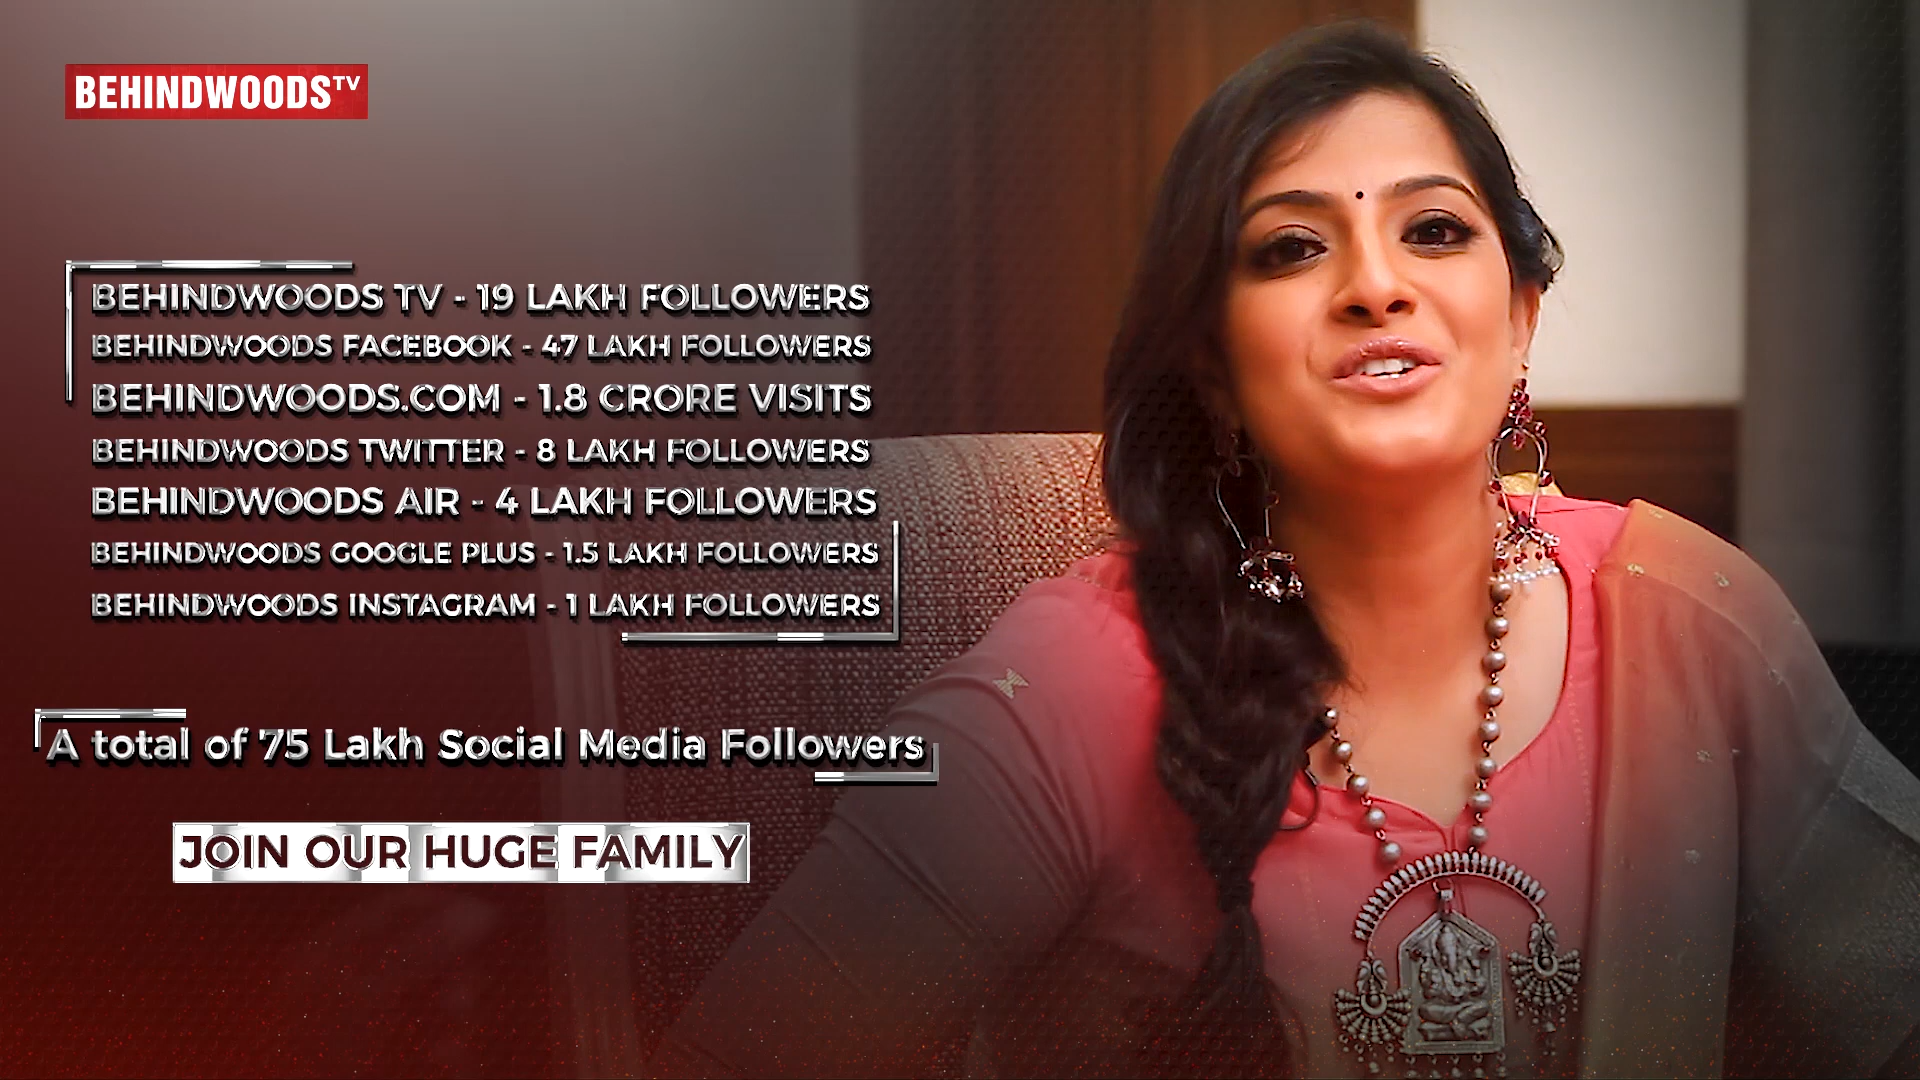 BEHINDWOODS TV
BEHINDWOODS TV - 19 LAKH FOLLOWERS
BEHINDWOODS FACEBOOK - 47 LAKH FOLLOWERS
BEHINDWOODS.COM - 1.8 CRORE VISITS
BEHINDWOODS TWITTER - 8 LAKH FOLLOWERS
BEHINDWOODS AIR - 4 LAKH FOLLOWERS
BEHINDWOODS GOOGLE PLUS - 1.5 LAKH FOLLOWERS
BEHINDWOODS INSTAGRAM - 1 LAKH FOLLOWERS
A total of 75 Lakh Social Media Followers
JOIN OUR HUGE FAMILY